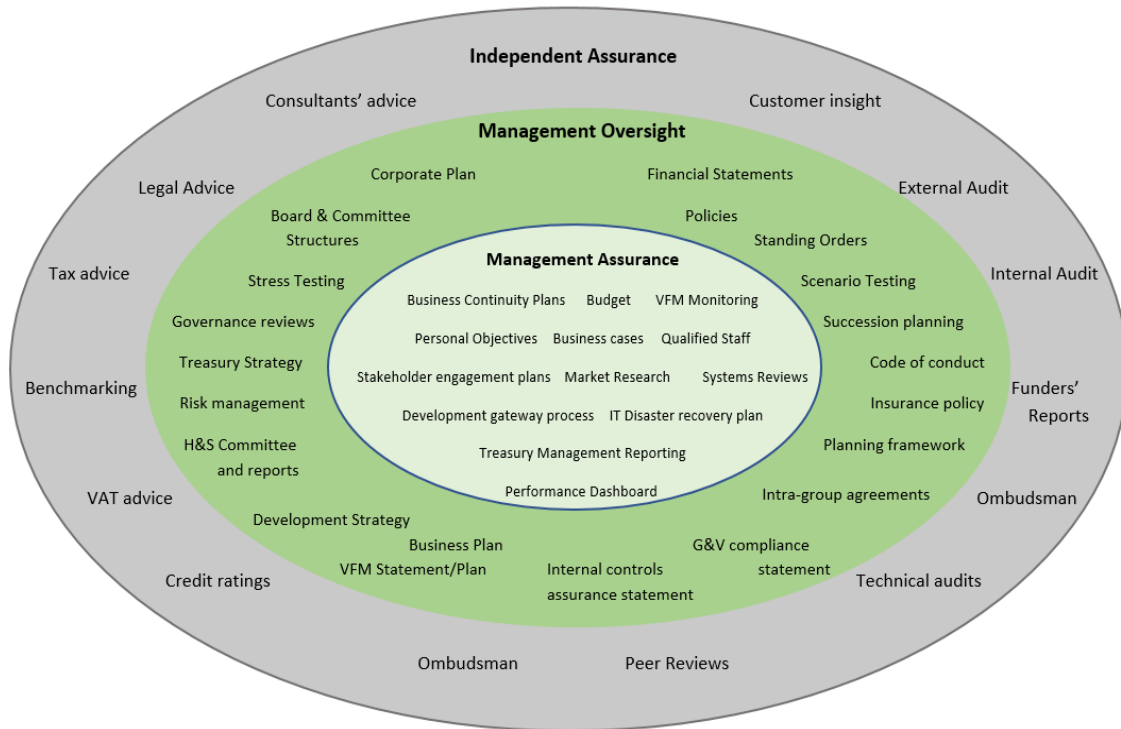 Independent Assurance
Consultants’ advice
Customer insight
Legal Advice
External Audit
Tax advice
Internal Audit
Benchmarking
Funders’
Reports
VAT advice
Ombudsman
Credit ratings
Technical audits
Ombudsman
Peer Reviews
Management Oversight
Corporate Plan
Financial Statements
Board & Committee
Structures
Policies
Standing Orders
Stress Testing
Scenario Testing
Governance reviews
Succession planning
Treasury Strategy
Code of conduct
Risk management
Insurance policy
H&S Committee
and reports
Planning framework
Development Strategy
Intra-group agreements
Business Plan
VFM Statement/Plan
Internal controls
assurance statement
G&V compliance
statement
Management Assurance
Business Continuity Plans Budget VFM Monitoring
Personal Objectives Business cases Qualified Staff
Stakeholder engagement plans Market Research Systems Reviews
Development gateway process IT Disaster recovery plan
Treasury Management Reporting
Performance Dashboard